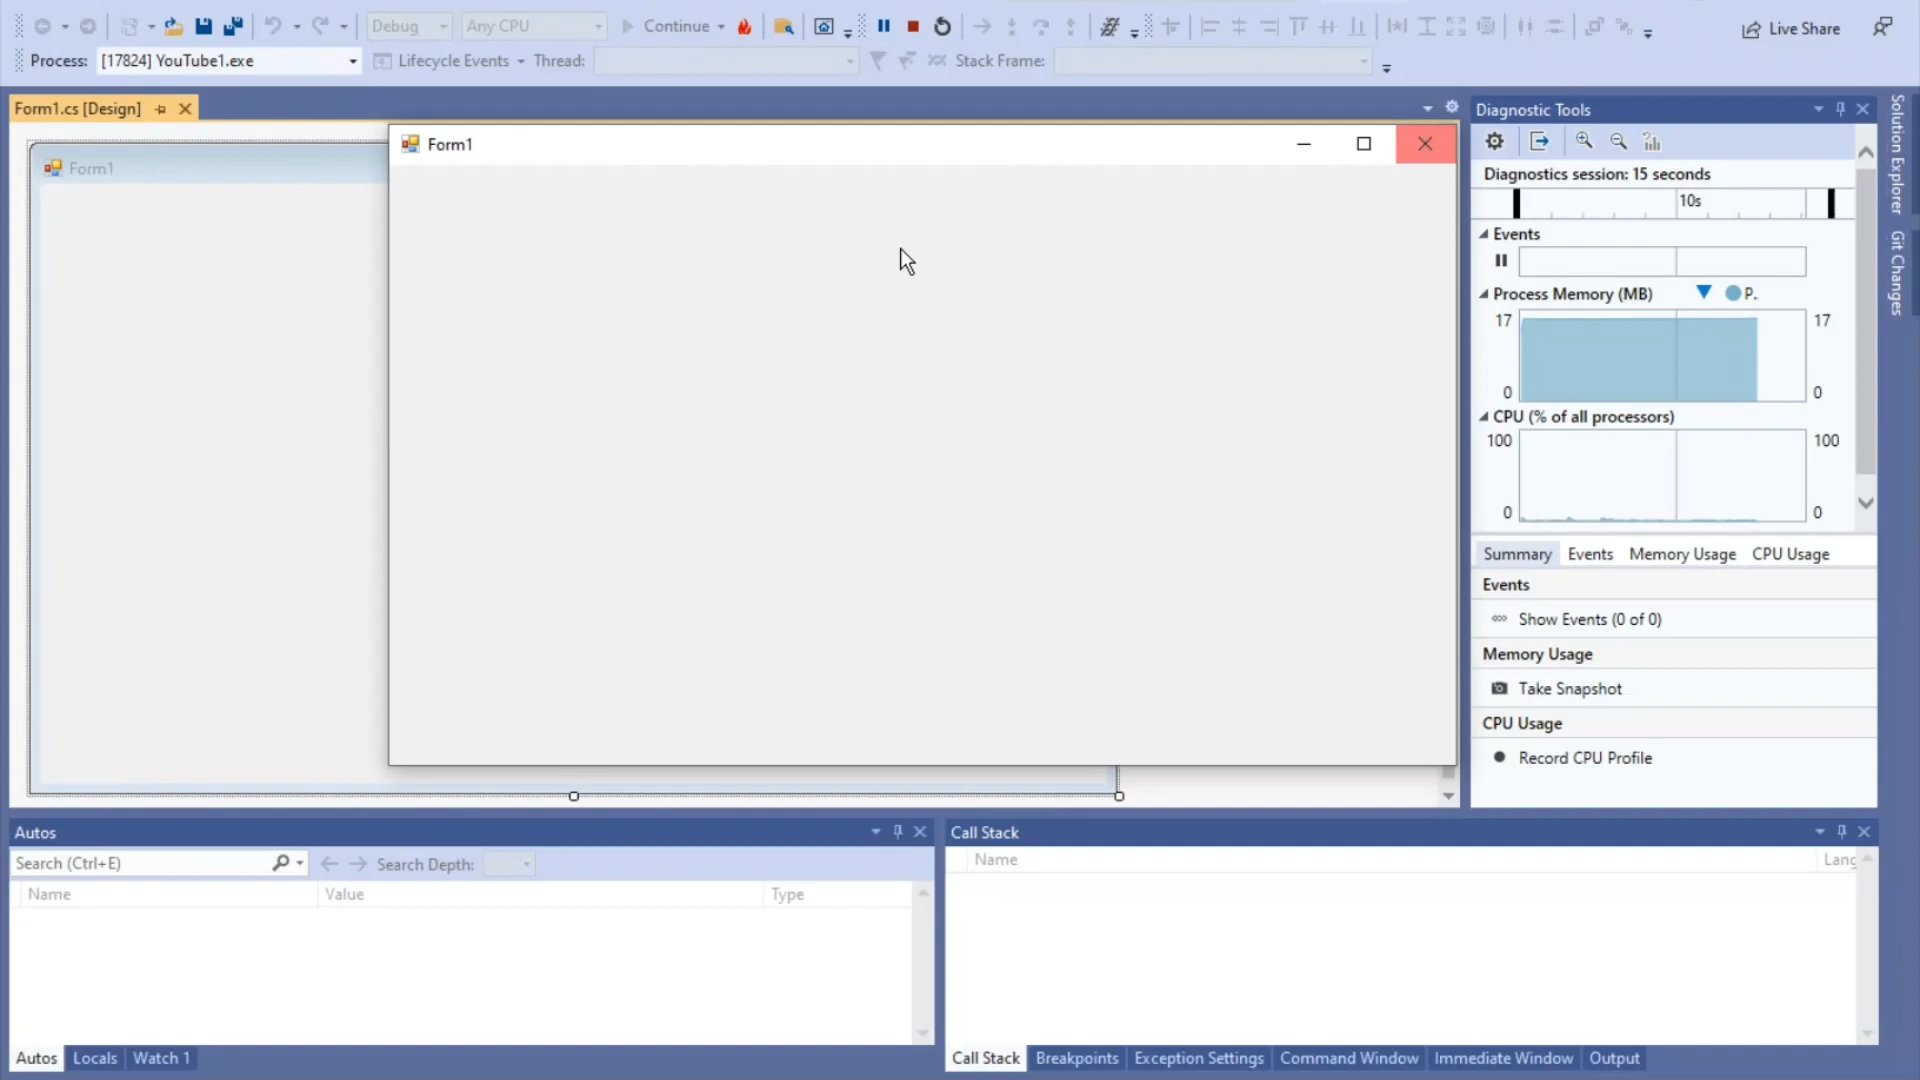 Debug Any CPU Continue Live Share
Process: [17824] YouTube1.exe Lifecycle Events Thread: Stack Frame:
Form1.cs [Design]
Form1
Form1
Diagnostic Tools
Diagnostics session: 15 seconds
10s
Events
Process Memory (MB) P.
17 17
0 0
CPU (% of all processors)
100 100
0 0
Summary Events Memory Usage CPU Usage
Events
Show Events (0 of 0)
Memory Usage
Take Snapshot
CPU Usage
Record CPU Profile
Solution Explorer
Git Changes
Autos
Search (Ctrl+E) Search Depth:
Name Value Type
Autos Locals Watch 1
Call Stack
Name Lang
Call Stack Breakpoints Exception Settings Command Window Immediate Window Output